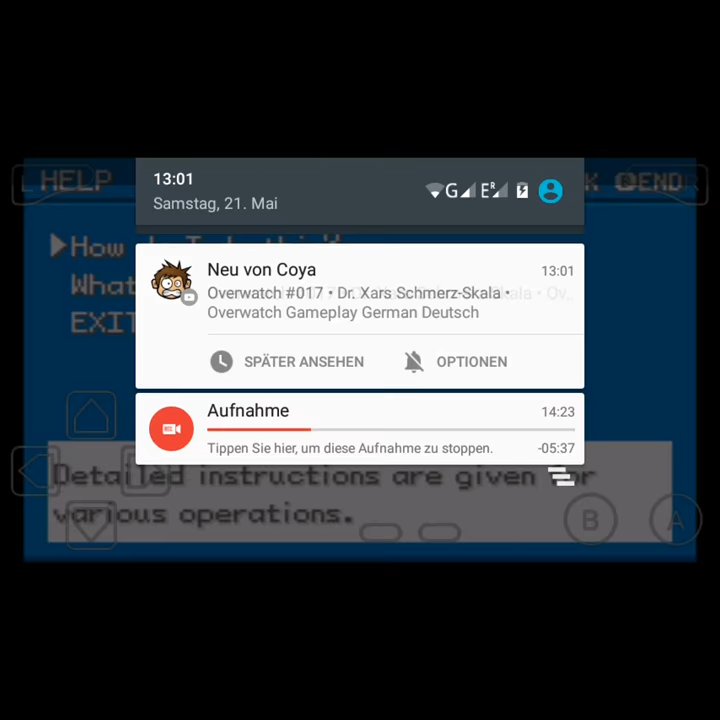 13:01
Samstag, 21. Mai
G
E R
HELP
END
How
What
EXIT
Neu von Coya
13:01
Overwatch #017 • Dr. Xars Schmerz-Skala •
Overwatch Gameplay German Deutsch
SPÄTER ANSEHEN
OPTIONEN
Aufnahme
14:23
Tippen Sie hier, um diese Aufnahme zu stoppen.
-05:37
Detailed instructions are given for
various operations.
B
A